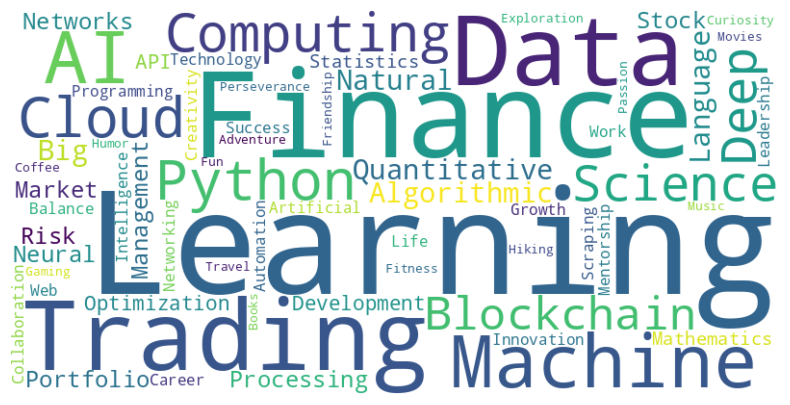 Networks
AI
API
Computing
Technology
Statistics
Data
Exploration
Stock
Curiosity
Movies
Programming
Cloud
Creativity
Perseverance
Finance
Natural
Friendship
Passion
Language
Deep
Leadership
Big
Humor
Success
Adventure
Work
Coffee
Intelligence
Management
Fun
Python
Quantitative
Algorithmic
Science
Market
Balance
Risk
Neural
Gaming
Networking
Learning
Artificial
Automation
Travel
Life
Fitness
Growth
Hiking
Scraping
Mentorship
Music
Web
Collaboration
Optimization
Books
Development
Blockchain
Trading
Innovation
Machine
Mathematics
Portfolio
Career
Processing